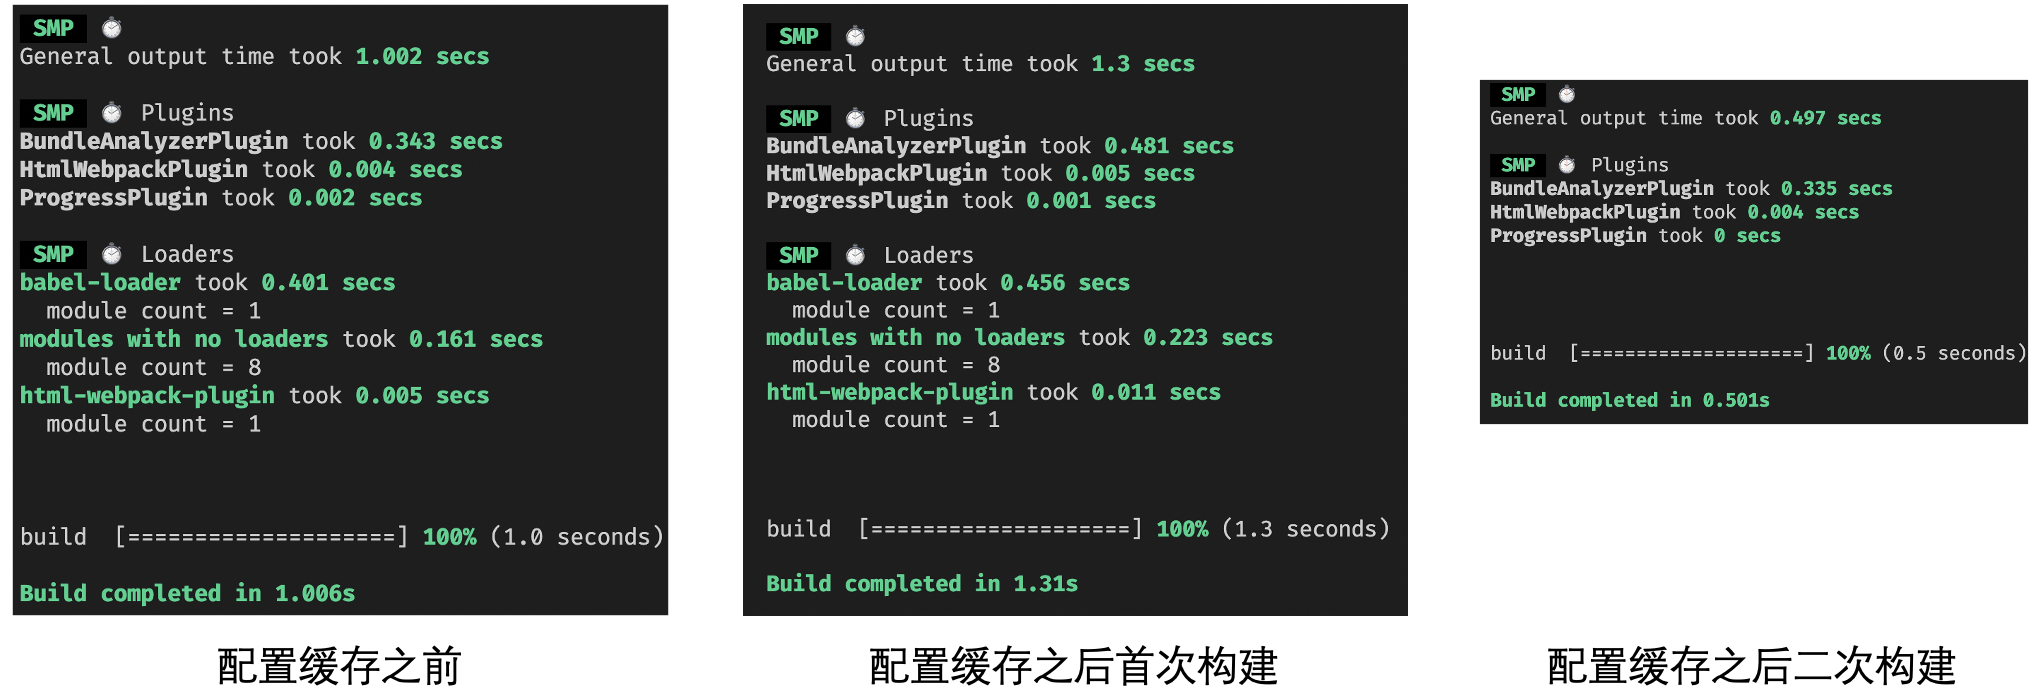 SMP ⏱
General output time took 1.002 secs
SMP ⏱ Plugins
BundleAnalyzerPlugin took 0.343 secs
HtmlWebpackPlugin took 0.004 secs
ProgressPlugin took 0.002 secs
SMP ⏱ Loaders
babel-loader took 0.401 secs
module count = 1
modules with no loaders took 0.161 secs
module count = 8
html-webpack-plugin took 0.005 secs
module count = 1
build [====================] 100% (1.0 seconds)
Build completed in 1.006s
配置缓存之前
SMP ⏱
General output time took 1.3 secs
SMP ⏱ Plugins
BundleAnalyzerPlugin took 0.481 secs
HtmlWebpackPlugin took 0.005 secs
ProgressPlugin took 0.001 secs
SMP ⏱ Loaders
babel-loader took 0.456 secs
module count = 1
modules with no loaders took 0.223 secs
module count = 8
html-webpack-plugin took 0.011 secs
module count = 1
build [====================] 100% (1.3 seconds)
Build completed in 1.31s
配置缓存之后首次构建
SMP ⏱
General output time took 0.497 secs
SMP ⏱ Plugins
BundleAnalyzerPlugin took 0.335 secs
HtmlWebpackPlugin took 0.004 secs
ProgressPlugin took 0 secs
build [====================] 100% (0.5 seconds)
Build completed in 0.501s
配置缓存之后二次构建